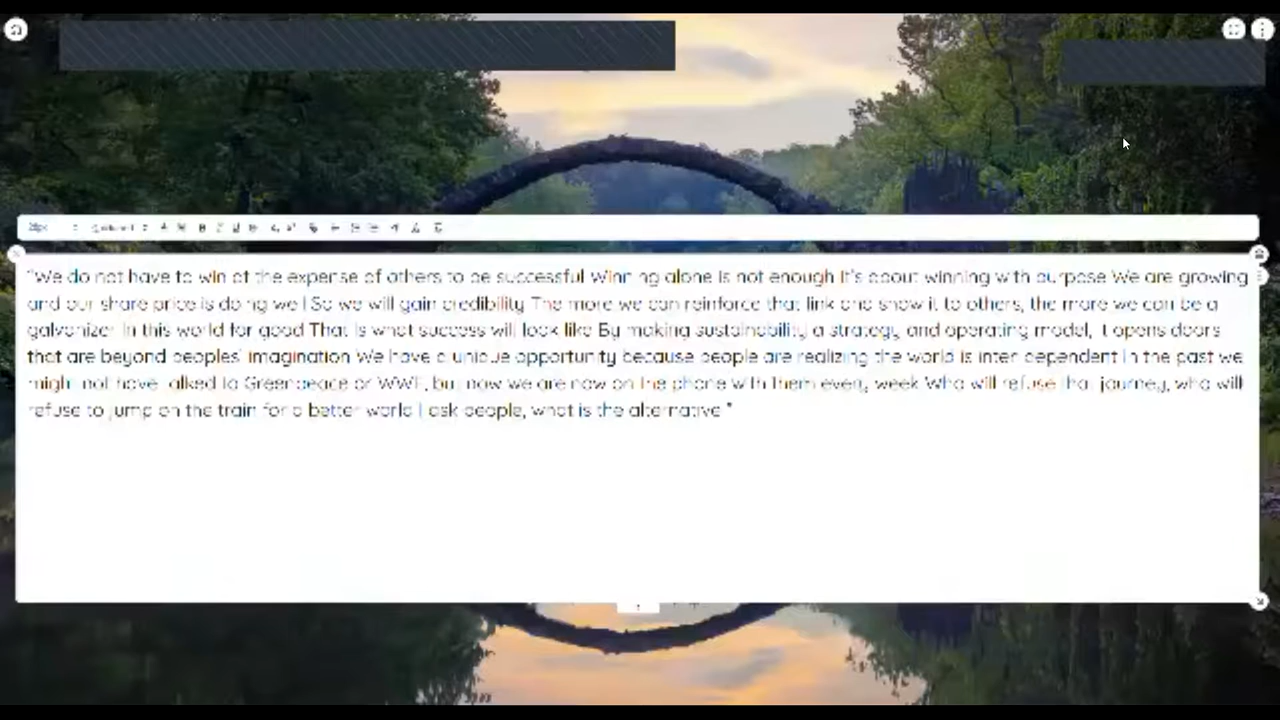 "We do not have to win at the expense of others to be successful Winning alone is not enough It's about winning with purpose We are growing
and our share price is doing well So we will gain credibility The more we can reinforce that link and show it to others, the more we can be a
galvanizer in this world for good That is what success will look like By making sustainability a strategy and operating model, it opens doors
that are beyond peoples' imagination We have a unique opportunity because people are realizing the world is inter dependent In the past we
might not have talked to Greenpeace or WWF, but now we are now on the phone with them every week Who will refuse that journey, who will
refuse to jump on the train for a better world I ask people, what is the alternative "